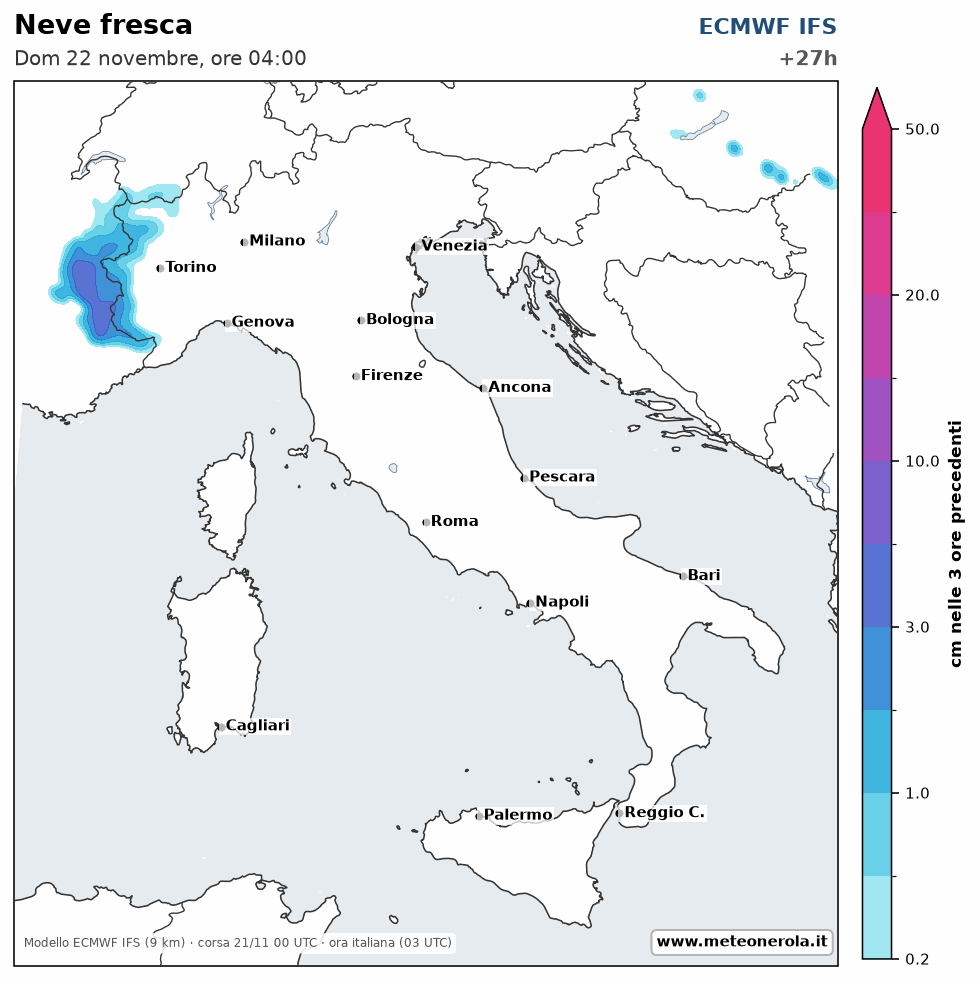 Neve fresca
ECMWF IFS
Dom 22 novembre, ore 04:00
+27h
Milano
Venezia
Torino
Genova
Bologna
Firenze
Ancona
Pescara
Roma
Bari
Napoli
Cagliari
Palermo
Reggio C.
50.0
20.0
10.0
3.0
1.0
0.2
cm nelle 3 ore precedenti
Modello ECMWF IFS (9 km) · corsa 21/11 00 UTC · ora italiana (03 UTC)
www.meteonerola.it